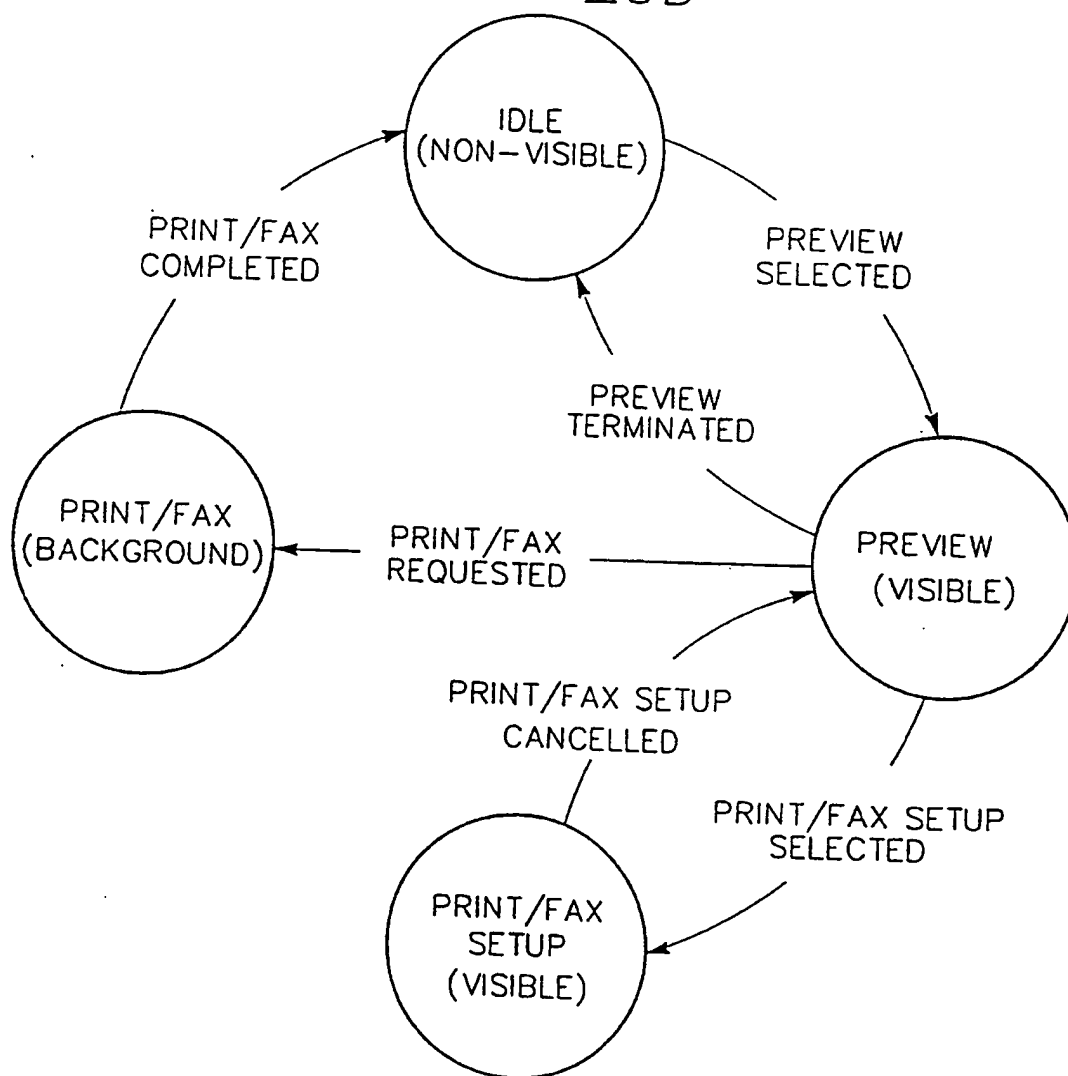 IDLE
(NON-VISIBLE)
PRINT/FAX
COMPLETED
PREVIEW
SELECTED
PREVIEW
TERMINATED
PRINT/FAX
(BACKGROUND)
PRINT/FAX
REQUESTED
PREVIEW
(VISIBLE)
PRINT/FAX SETUP
CANCELLED
PRINT/FAX SETUP
SELECTED
PRINT/FAX
SETUP
(VISIBLE)